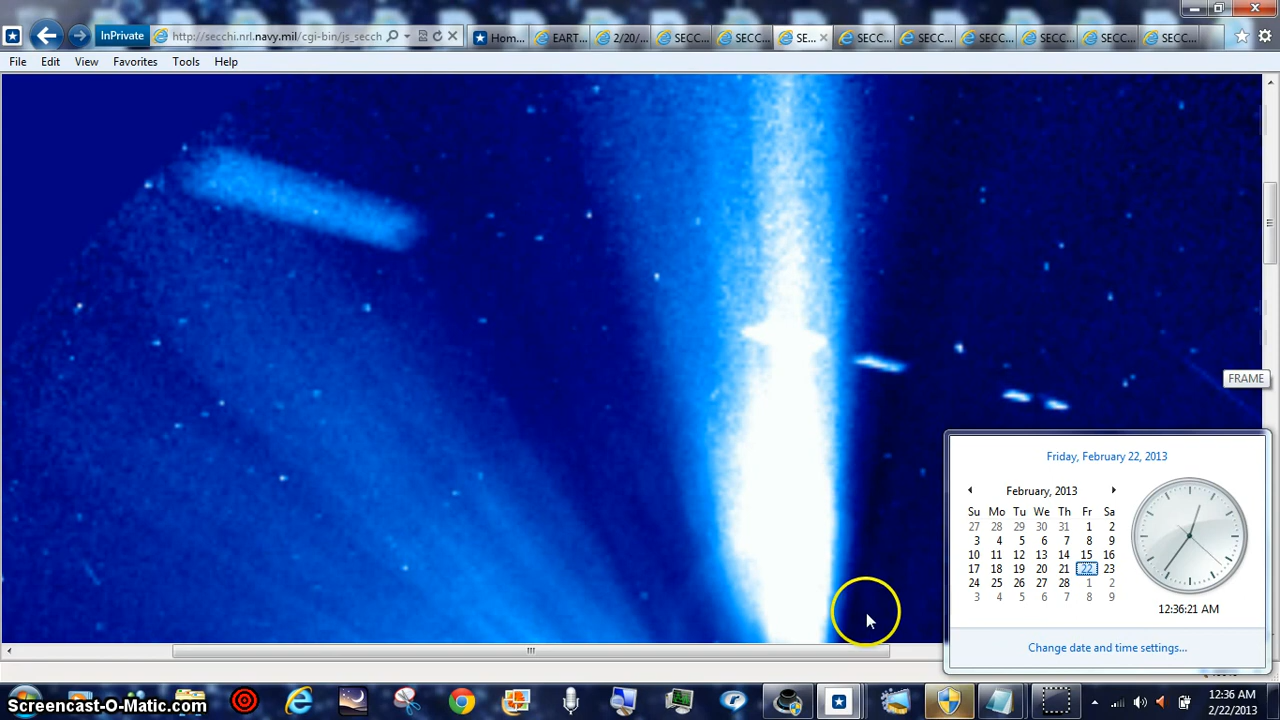 InPrivate
http://secchi.nrl.navy.mil/cgi-bin/js_secch
Hom...
EART...
2/20/...
SECC...
SECC...
SE...
SECC...
SECC...
SECC...
SECC...
SECC...
SECC...
File Edit View Favorites Tools Help
FRAME
Friday, February 22, 2013
February, 2013
Su Mo Tu We Th Fr Sa
27 28 29 30 31 1 2
3 4 5 6 7 8 9
10 11 12 13 14 15 16
17 18 19 20 21 22 23
24 25 26 27 28 1 2
3 4 5 6 7 8 9
12:36:21 AM
Change date and time settings...
Screencast-O-Matic.com
12:36 AM
2/22/2013